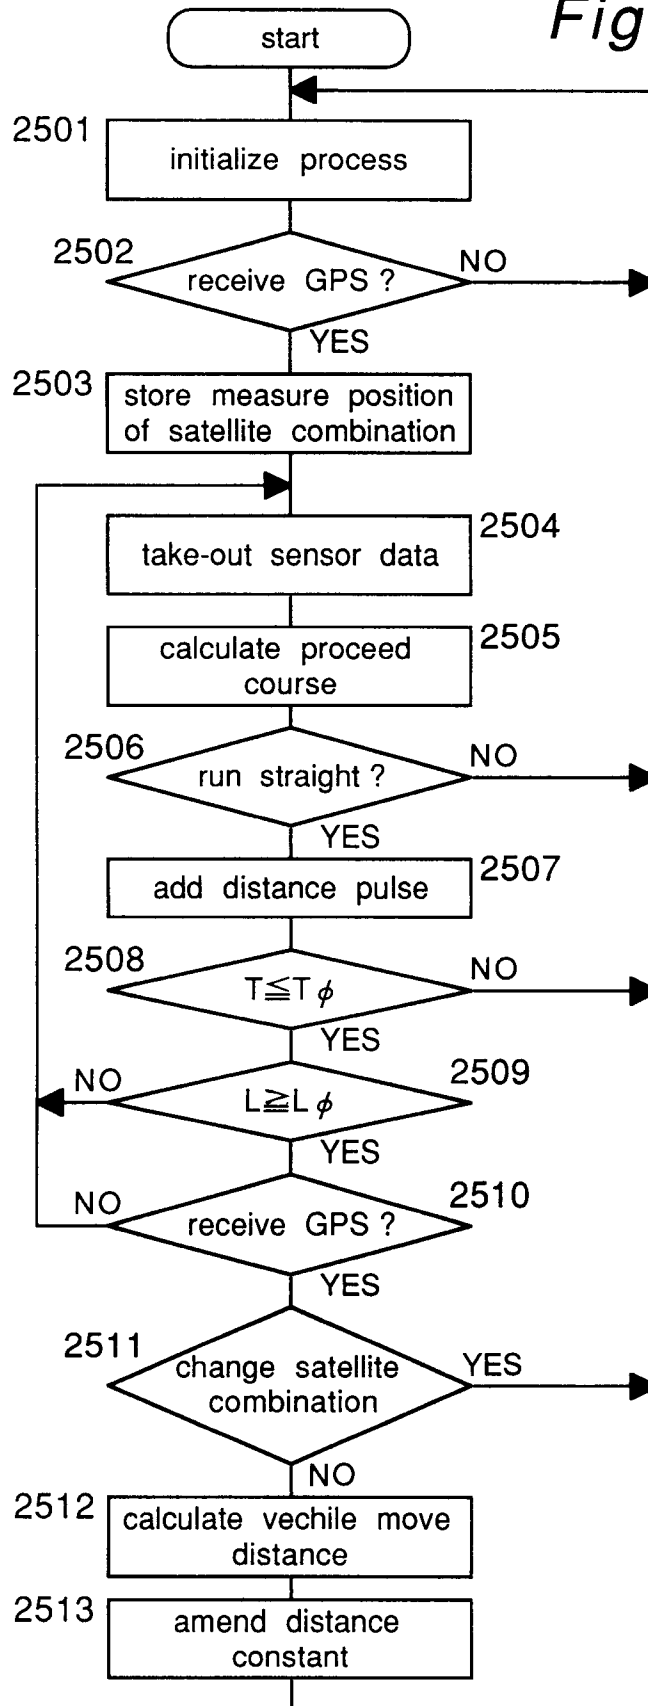 Fig
start
2501
initialize process
2502
receive GPS ?
NO
YES
2503
store measure position
of satellite combination
2504
take-out sensor data
2505
calculate proceed
course
2506
run straight ?
NO
YES
2507
add distance pulse
2508
T≦Tϕ
NO
YES
2509
L≧Lϕ
NO
YES
2510
receive GPS ?
NO
YES
2511
change satellite
combination
YES
NO
2512
calculate vechile move
distance
2513
amend distance
constant